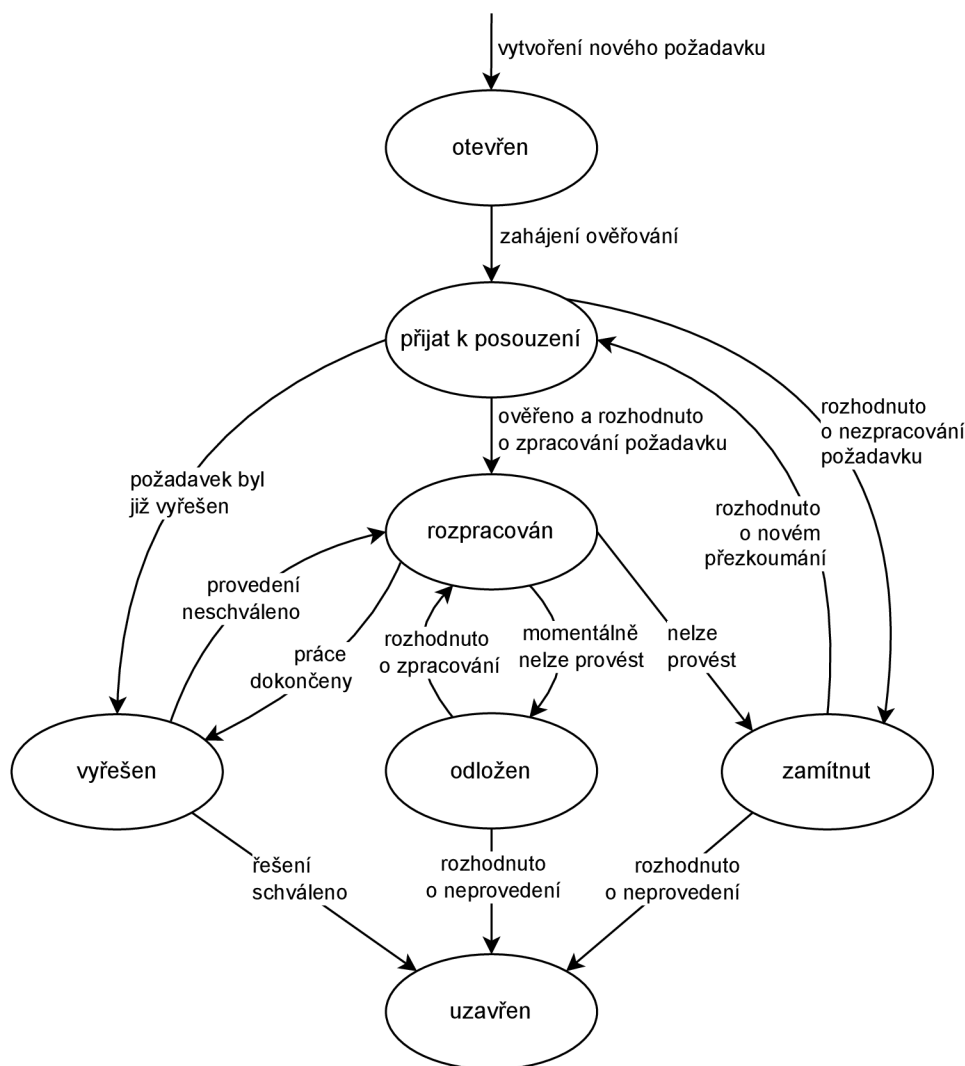 vytvoření nového požadavku
otevřen
zahájení ověřování
přijat k posouzení
rozhodnuto
o nezpracování
požadavku
ověřeno a rozhodnuto
o zpracování požadavku
požadavek byl
již vyřešen
rozhodnuto
o novém
přezkoumání
rozpracován
provedení
neschváleno
práce
dokončeny
rozhodnuto
o zpracování
momentálně
nelze provést
nelze
provést
vyřešen
odložen
zamítnut
řešení
schváleno
rozhodnuto
o neprovedení
rozhodnuto
o neprovedení
uzavřen